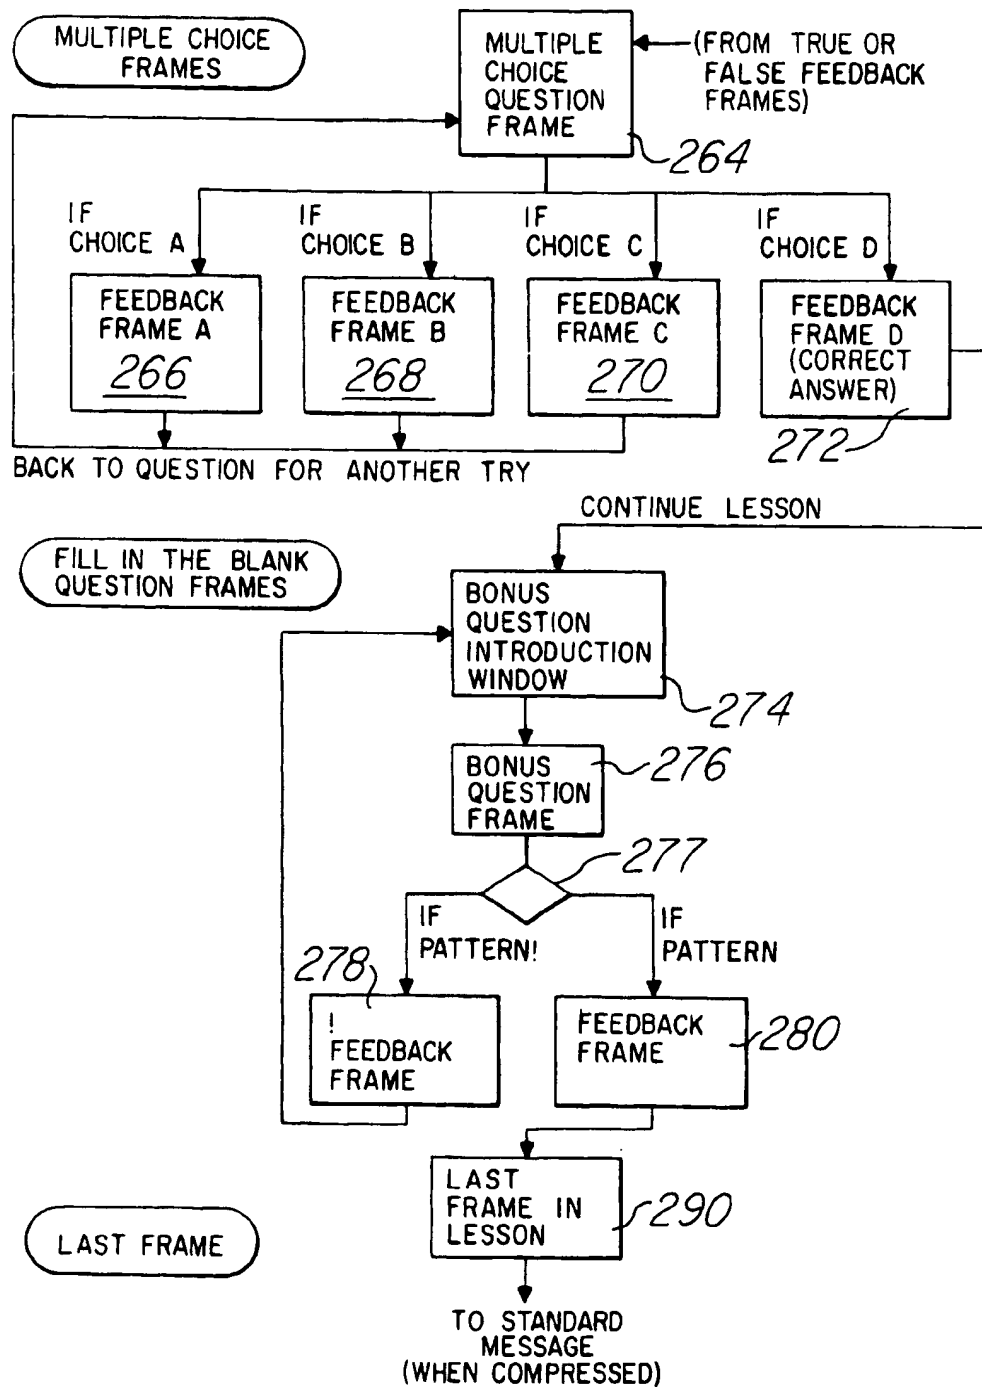 MULTIPLE CHOICE
FRAMES
MULTIPLE
CHOICE
QUESTION
FRAME
(FROM TRUE OR
FALSE FEEDBACK
FRAMES)
264
IF
CHOICE A
IF
CHOICE B
IF
CHOICE C
IF
CHOICE D
FEEDBACK
FRAME A
266
FEEDBACK
FRAME B
268
FEEDBACK
FRAME C
270
FEEDBACK
FRAME D
(CORRECT
ANSWER)
272
BACK TO QUESTION FOR ANOTHER TRY
CONTINUE LESSON
FILL IN THE BLANK
QUESTION FRAMES
BONUS
QUESTION
INTRODUCTION
WINDOW
274
BONUS
QUESTION
FRAME
276
277
IF
PATTERN!
IF
PATTERN
278
!
FEEDBACK
FRAME
FEEDBACK
FRAME
280
LAST
FRAME IN
LESSON
290
LAST FRAME
TO STANDARD
MESSAGE
(WHEN COMPRESSED)